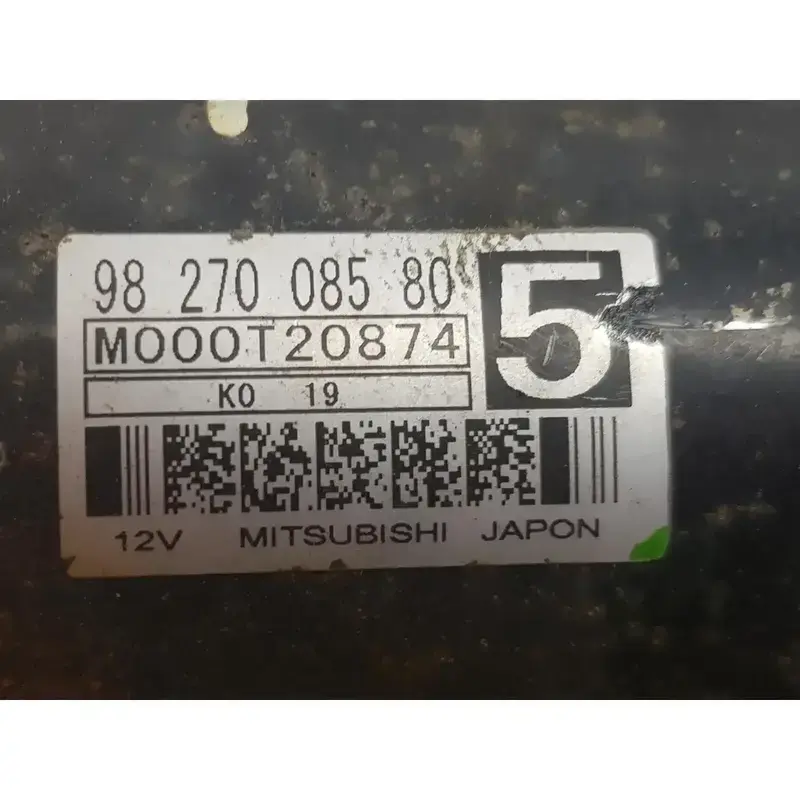 98 270 085 80
5
M000T20874
K0 19
12V MITSUBISHI JAPON